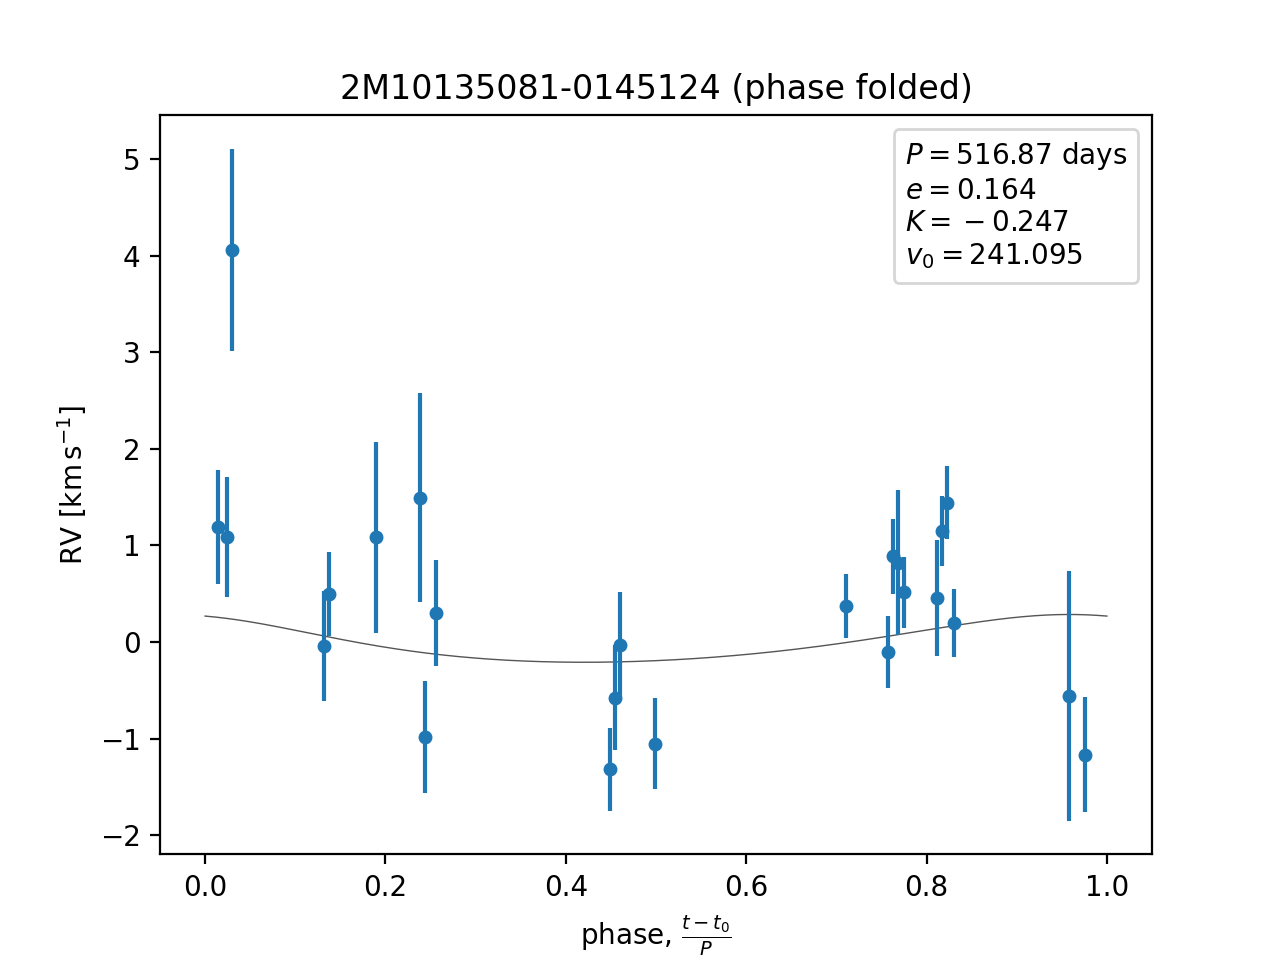 2M10135081-0145124 (phase folded)
P = 516.87 days
e = 0.164
K = −0.247
v₀ = 241.095
5
4
3
2
1
0
−1
−2
RV [km s⁻¹]
0.0 0.2 0.4 0.6 0.8 1.0
phase, (t − t₀)/P